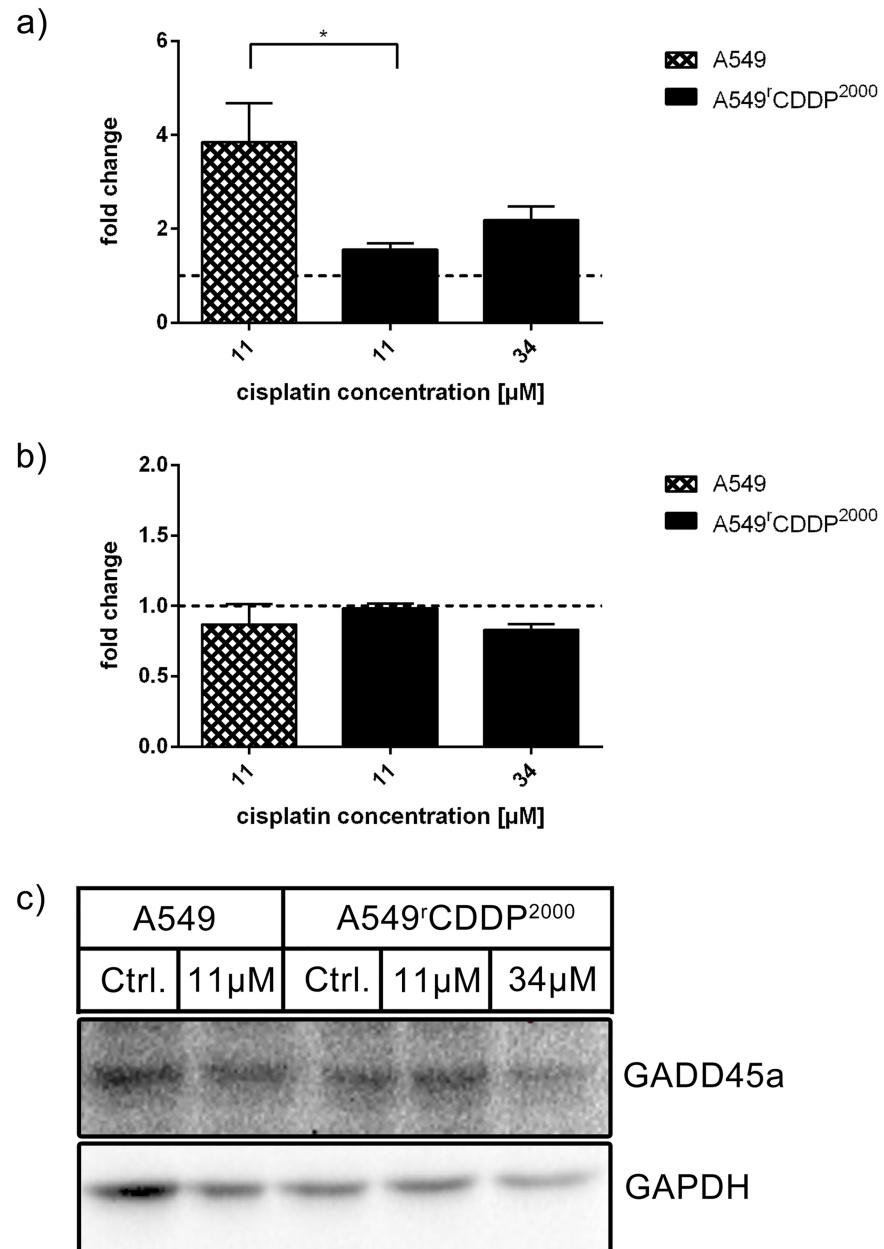 a)
6
4
2
0
fold change
*
11
11
34
cisplatin concentration [µM]
A549
A549ʳCDDP²⁰⁰⁰
b)
2.0
1.5
1.0
0.5
0.0
fold change
11
11
34
cisplatin concentration [µM]
A549
A549ʳCDDP²⁰⁰⁰
c)
A549 A549ʳCDDP²⁰⁰⁰
Ctrl. 11µM Ctrl. 11µM 34µM
GADD45a
GAPDH